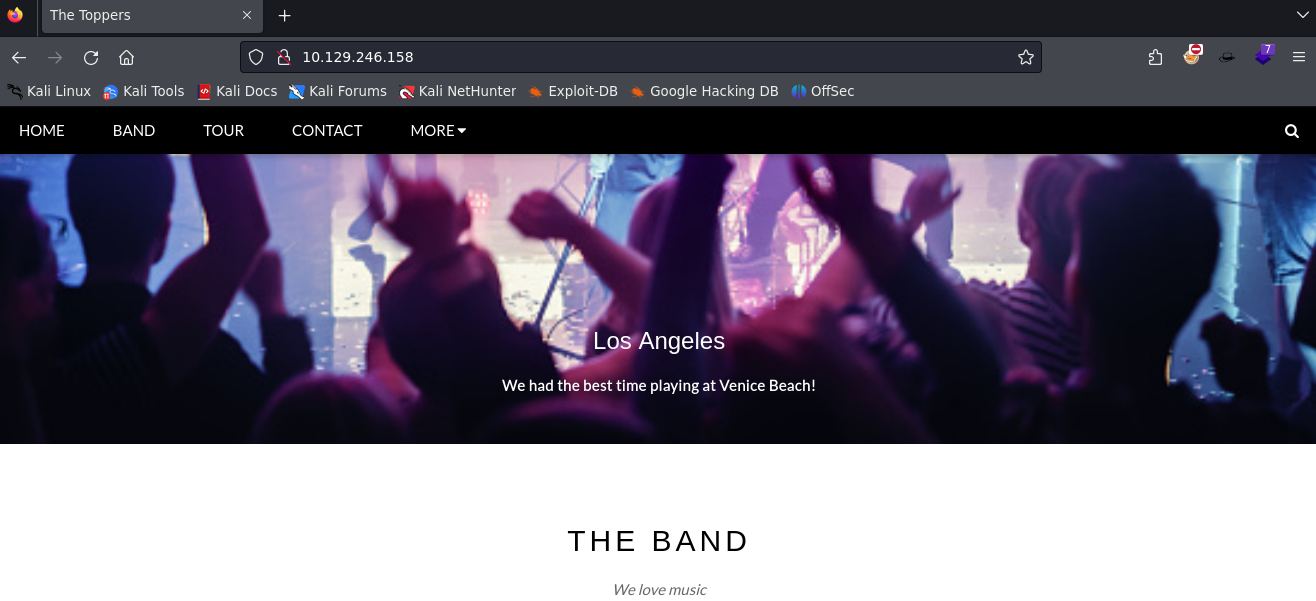 The Toppers
10.129.246.158
7
Kali Linux Kali Tools Kali Docs Kali Forums Kali NetHunter Exploit-DB Google Hacking DB OffSec
HOME BAND TOUR CONTACT MORE
Los Angeles
We had the best time playing at Venice Beach!
THE BAND
We love music